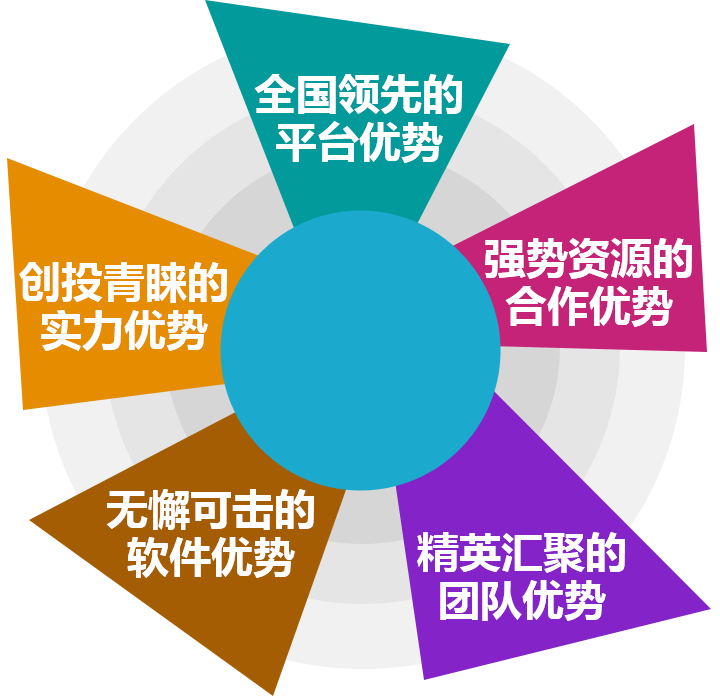 全国领先的
平台优势
强势资源的
合作优势
精英汇聚的
团队优势
无懈可击的
软件优势
创投青睐的
实力优势